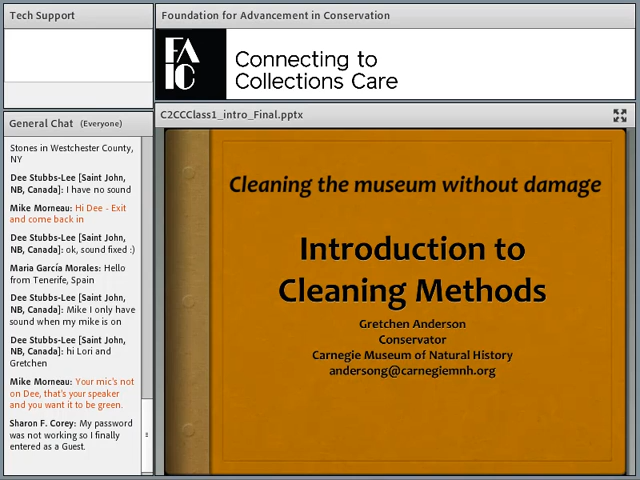 Tech Support
Foundation for Advancement in Conservation
FA
IC
Connecting to
Collections Care
General Chat (Everyone)
Stones in Westchester County,
NY
Dee Stubbs-Lee [Saint John,
NB, Canada]: I have no sound
Mike Morneau: Hi Dee - Exit
and come back in
Dee Stubbs-Lee [Saint John,
NB, Canada]: ok, sound fixed :)
Maria García Morales: Hello
from Tenerife, Spain
Dee Stubbs-Lee [Saint John,
NB, Canada]: Mike I only have
sound when my mike is on
Dee Stubbs-Lee [Saint John,
NB, Canada]: hi Lori and
Gretchen
Mike Morneau: Your mic's not
on Dee, that's your speaker
and you want it to be green.
Sharon F. Corey: My password
was not working so I finally
entered as a Guest.
C2CCClass1_intro_Final.pptx
Cleaning the museum without damage
Introduction to
Cleaning Methods
Gretchen Anderson
Conservator
Carnegie Museum of Natural History
andersong@carnegiemnh.org